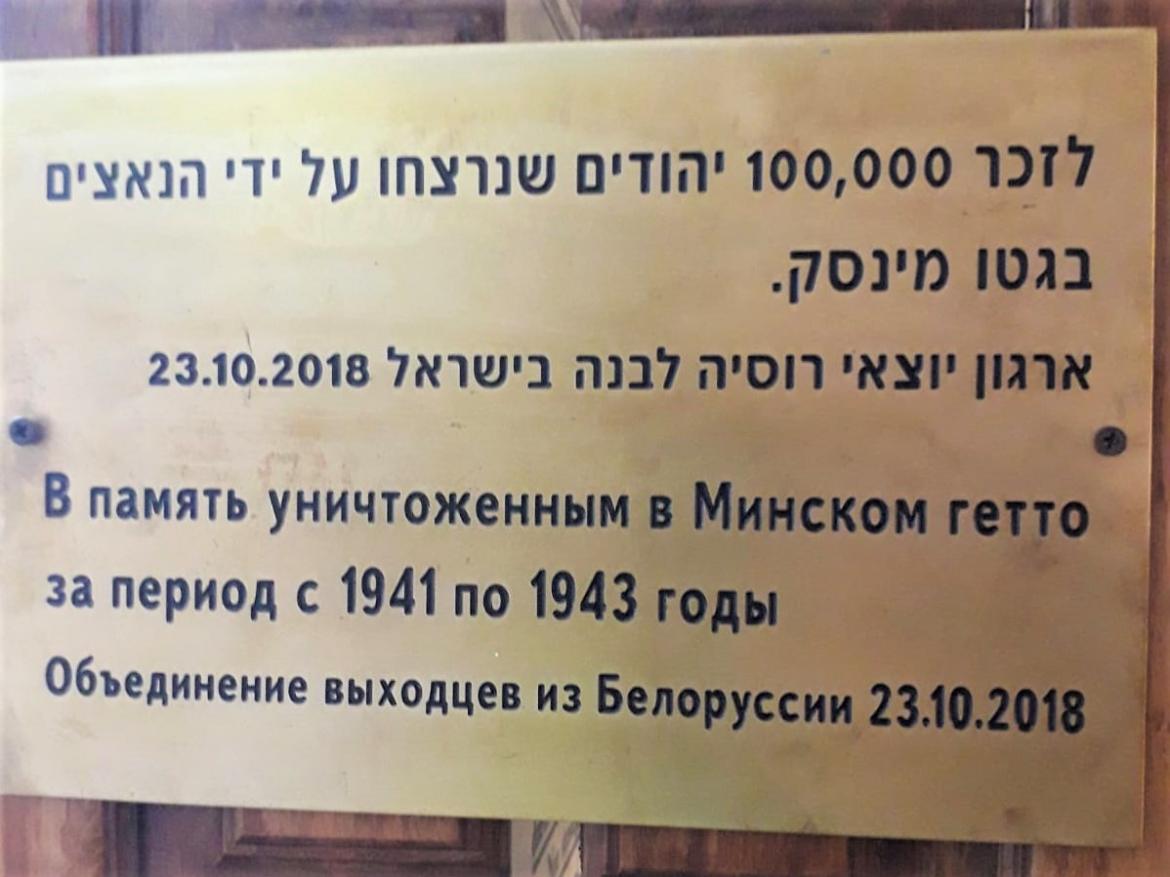 לזכר 100,000 יהודים שנרצחו על ידי הנאצים
בגטו מינסק.
ארגון יוצאי רוסיה לבנה בישראל 23.10.2018
В память уничтоженным в Минском гетто
за период с 1941 по 1943 годы
Объединение выходцев из Белоруссии 23.10.2018